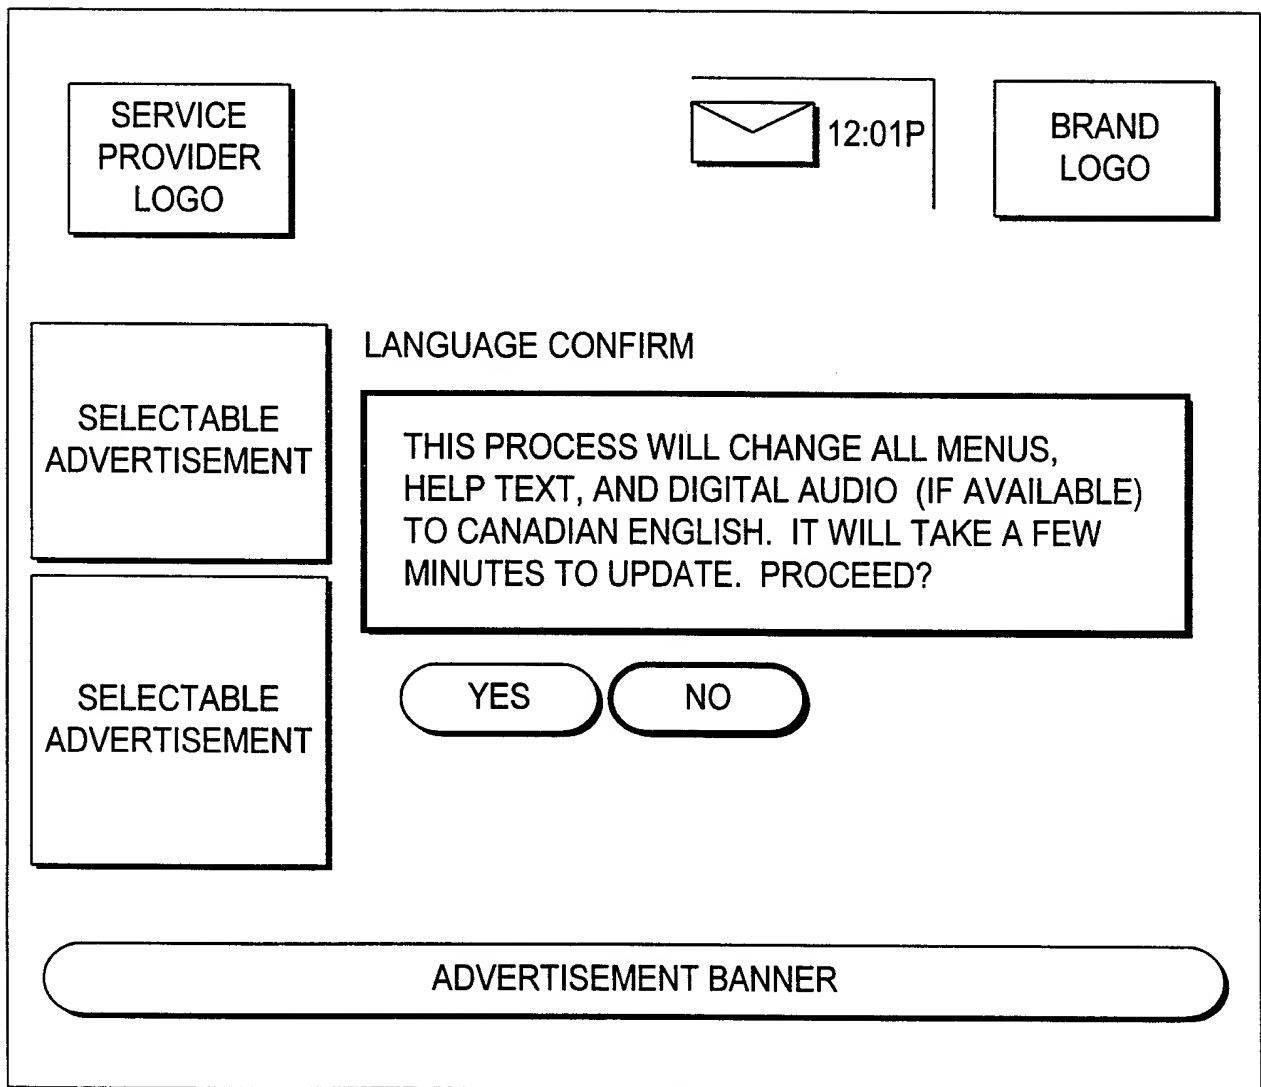 SERVICE
PROVIDER
LOGO
12:01P
BRAND
LOGO
LANGUAGE CONFIRM
SELECTABLE
ADVERTISEMENT
THIS PROCESS WILL CHANGE ALL MENUS,
HELP TEXT, AND DIGITAL AUDIO (IF AVAILABLE)
TO CANADIAN ENGLISH. IT WILL TAKE A FEW
MINUTES TO UPDATE. PROCEED?
SELECTABLE
ADVERTISEMENT
YES
NO
ADVERTISEMENT BANNER